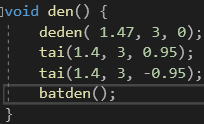 void den() {
deden( 1.47, 3, 0);
tai(1.4, 3, 0.95);
tai(1.4, 3, -0.95);
batden();
}